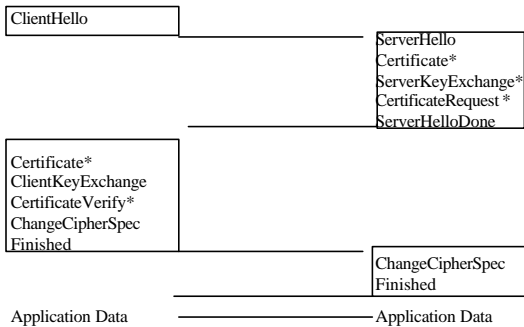 ClientHello
ServerHello
Certificate*
ServerKeyExchange*
CertificateRequest *
ServerHelloDone
Certificate*
ClientKeyExchange
CertificateVerify*
ChangeCipherSpec
Finished
ChangeCipherSpec
Finished
Application Data
Application Data